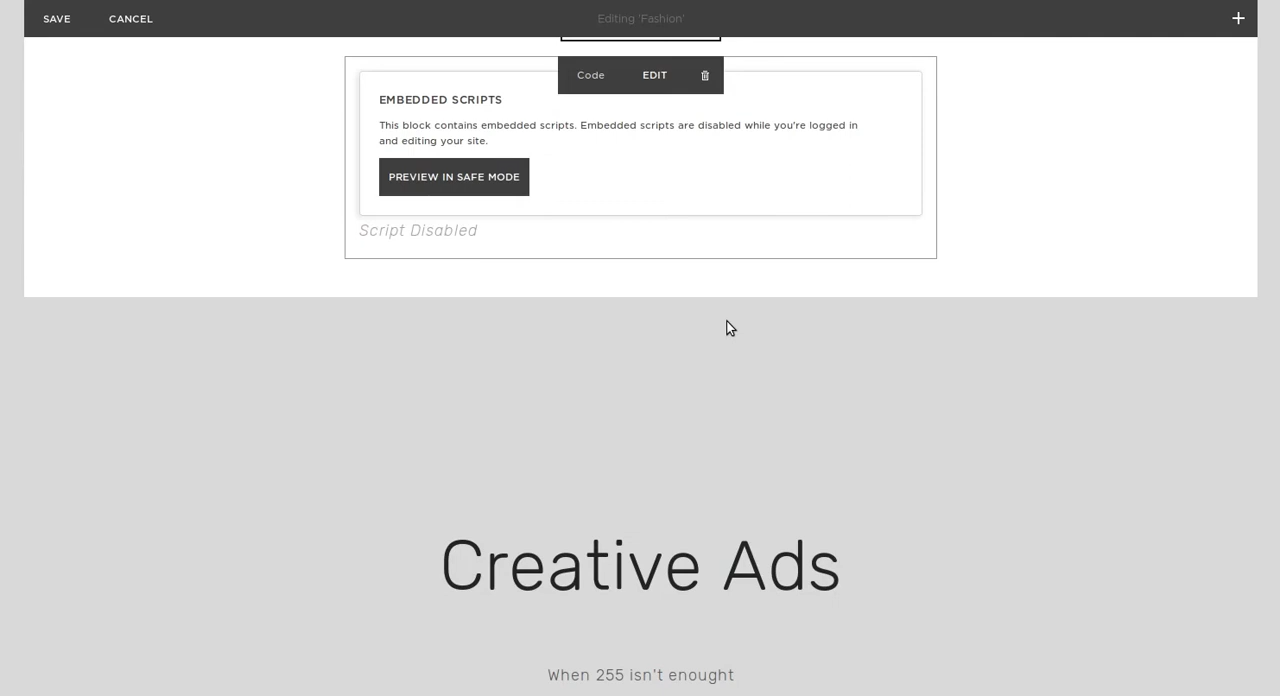 SAVE CANCEL Editing 'Fashion' +
Code EDIT
EMBEDDED SCRIPTS
This block contains embedded scripts. Embedded scripts are disabled while you're logged in
and editing your site.
PREVIEW IN SAFE MODE
Script Disabled
Creative Ads
When 255 isn't enought